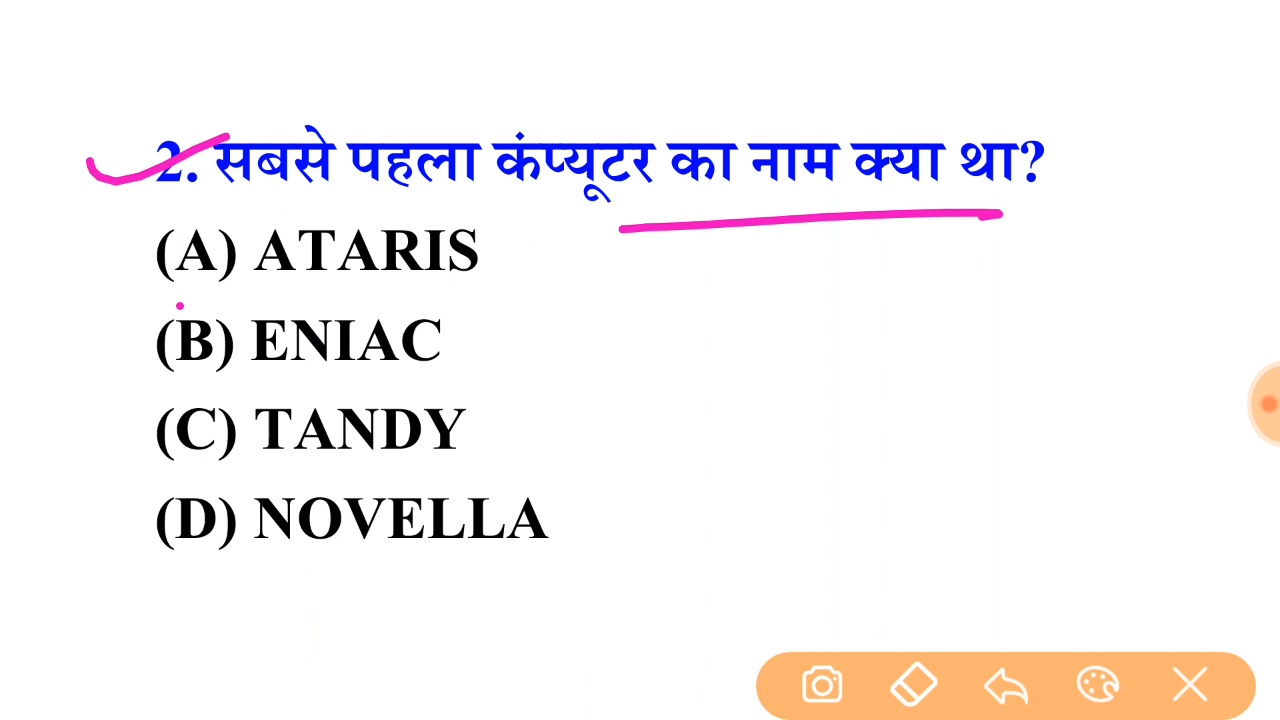 2. सबसे पहला कंप्यूटर का नाम क्या था?
(A) ATARIS
(B) ENIAC
(C) TANDY
(D) NOVELLA